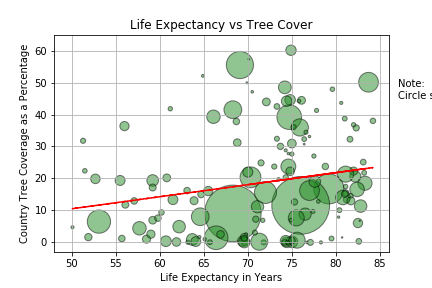 Life Expectancy vs Tree Cover
Country Tree Coverage as a Percentage
60
50
40
30
20
10
0
50 55 60 65 70 75 80 85
Life Expectancy in Years
Note:
Circle s